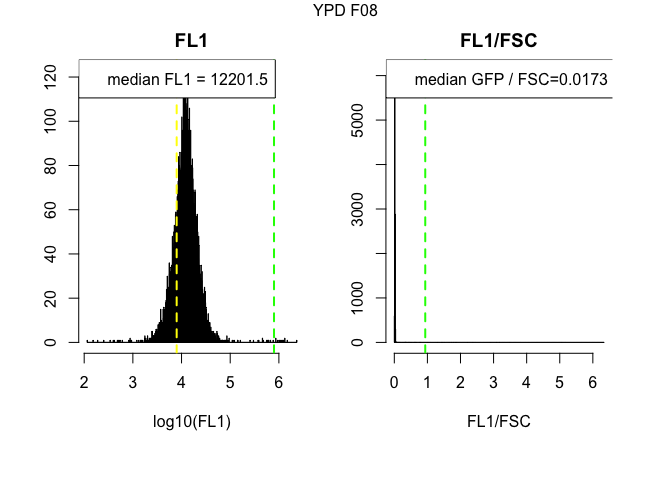 YPD F08
FL1
FL1/FSC
median FL1 = 12201.5
median GFP / FSC=0.0173
0
20
40
60
80
100
120
2 3 4 5 6
log10(FL1)
0
1000
3000
5000
0 1 2 3 4 5 6
FL1/FSC